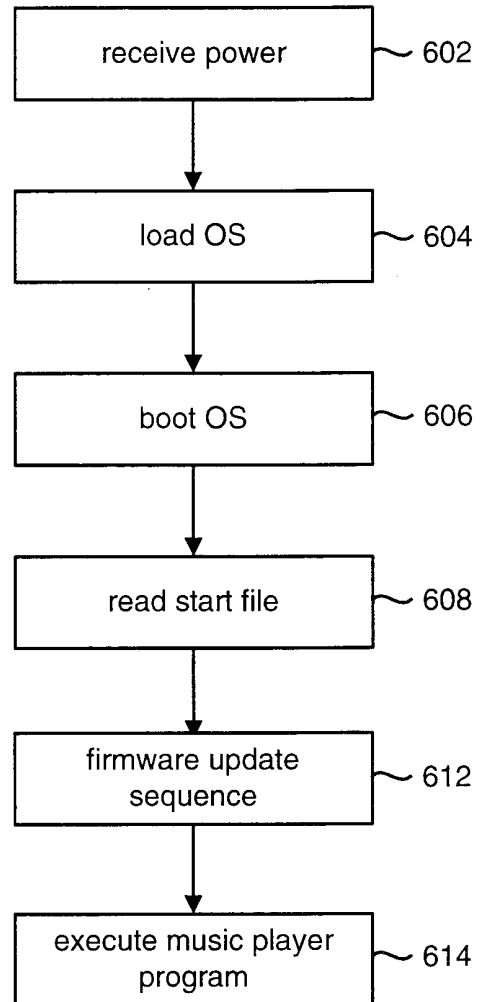 receive power 602
load OS 604
boot OS 606
read start file 608
firmware update
sequence 612
execute music player
program 614